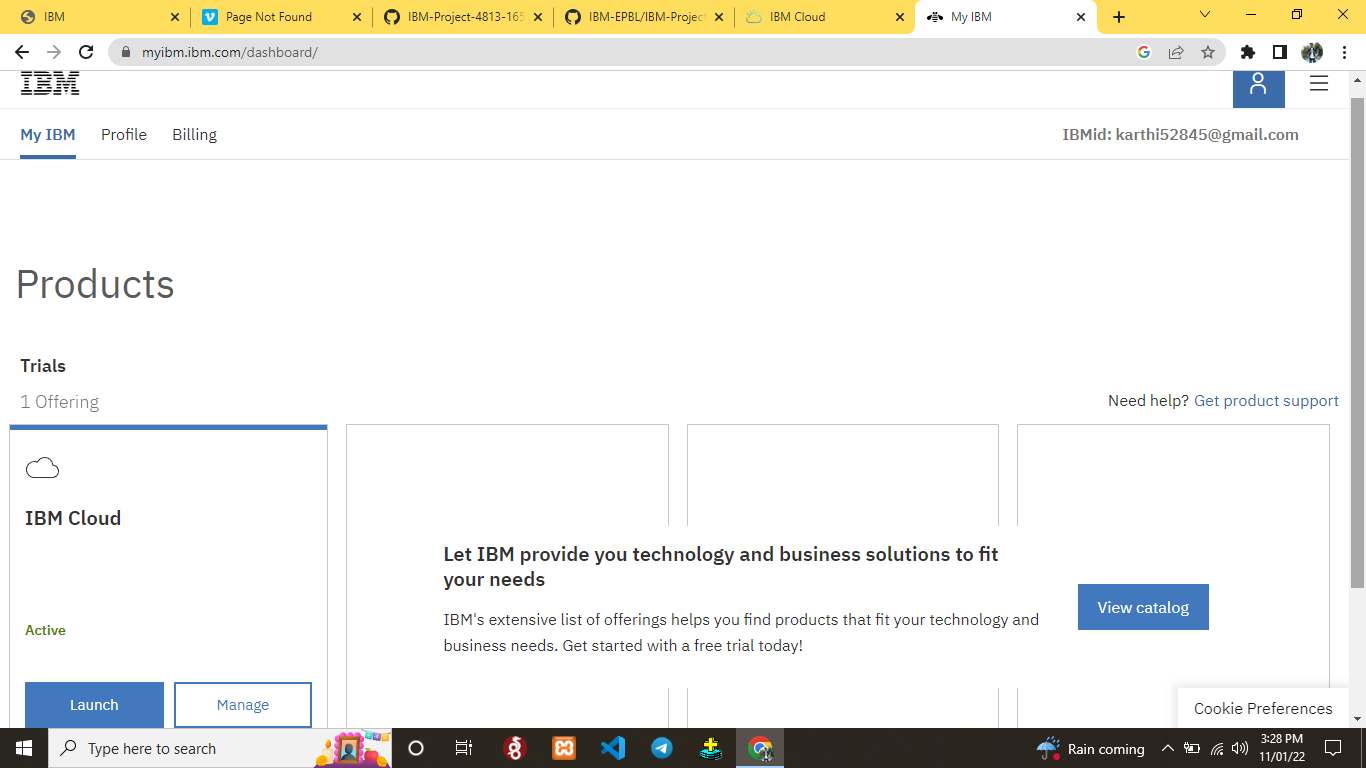 IBM
Page Not Found
IBM-Project-4813-165
IBM-EPBL/IBM-Project
IBM Cloud
My IBM
myibm.ibm.com/dashboard/
IBM
My IBM
Profile
Billing
IBMid: karthi52845@gmail.com
Products
Trials
1 Offering
Need help? Get product support
IBM Cloud
Active
Launch
Manage
Let IBM provide you technology and business solutions to fit
your needs
IBM's extensive list of offerings helps you find products that fit your technology and
business needs. Get started with a free trial today!
View catalog
Cookie Preferences
Type here to search
Rain coming
3:28 PM
11/01/22